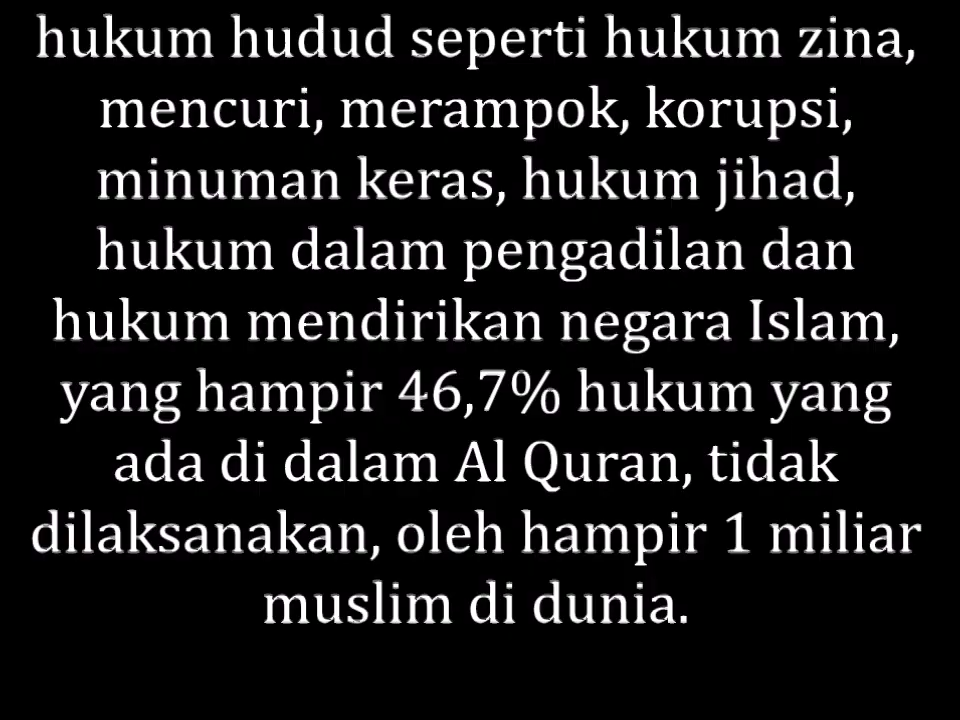 hukum hudud seperti hukum zina,
mencuri, merampok, korupsi,
minuman keras, hukum jihad,
hukum dalam pengadilan dan
hukum mendirikan negara Islam,
yang hampir 46,7% hukum yang
ada di dalam Al Quran, tidak
dilaksanakan, oleh hampir 1 miliar
muslim di dunia.